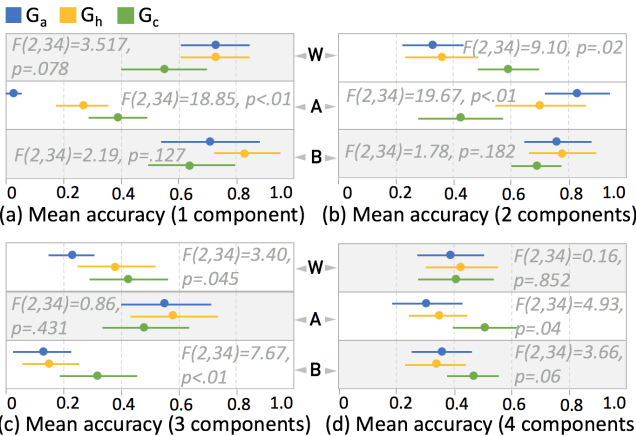 Ga Gh Gc
F(2,34)=3.517,
p=.078
W
F(2,34)=9.10, p=.02
F(2,34)=18.85, p<.01
A
F(2,34)=19.67, p<.01
F(2,34)=2.19, p=.127
B
F(2,34)=1.78, p=.182
0 0.2 0.4 0.6 0.8 1.0
0 0.2 0.4 0.6 0.8 1.0
(a) Mean accuracy (1 component)
(b) Mean accuracy (2 components)
F(2,34)=3.40,
p=.045
W
F(2,34)=0.16,
p=.852
F(2,34)=0.86,
p=.431
A
F(2,34)=4.93,
p=.04
F(2,34)=7.67,
p<.01
B
F(2,34)=3.66,
p=.06
0 0.2 0.4 0.6 0.8 1.0
0 0.2 0.4 0.6 0.8 1.0
(c) Mean accuracy (3 components)
(d) Mean accuracy (4 components